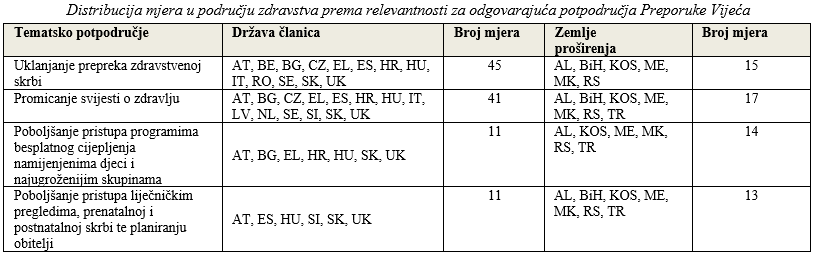 Distribucija mjera u području zdravstva prema relevantnosti za odgovarajuća potpodručja Preporuke Vijeća
Tematsko potpodručje Država članica Broj mjera Zemlje proširenja Broj mjera
Uklanjanje prepreka zdravstvenoj skrbi
AT, BE, BG, CZ, EL, ES, HR, HU, IT, RO, SE, SK, UK
45
AL, BiH, KOS, ME, MK, RS
15
Promicanje svijesti o zdravlju
AT, BG, CZ, EL, ES, HR, HU, IT, LV, NL, SE, SI, SK, UK
41
AL, BiH, KOS, ME, MK, RS, TR
17
Poboljšanje pristupa programima
besplatnog cijepljenja
namijenjenima djeci i
najugroženijim skupinama
AT, BG, EL, HR, HU, SK, UK
11
AL, KOS, ME, MK,
RS, TR
14
Poboljšanje pristupa liječničkim
pregledima, prenatalnoj i
postnatalnoj skrbi te planiranju
obitelji
AT, ES, HU, SI, SK, UK
11
AL, BiH, KOS, ME,
MK, RS, TR
13